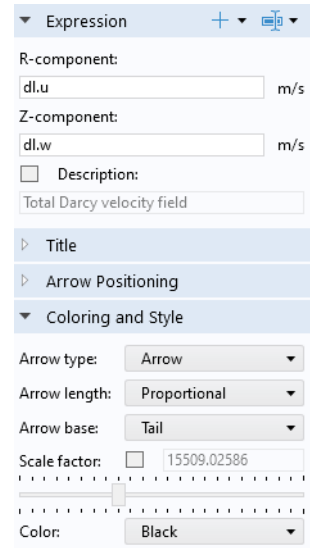 Expression
R-component:
dl.u m/s
Z-component:
dl.w m/s
Description:
Total Darcy velocity field
Title
Arrow Positioning
Coloring and Style
Arrow type: Arrow
Arrow length: Proportional
Arrow base: Tail
Scale factor: 15509.02586
Color: Black